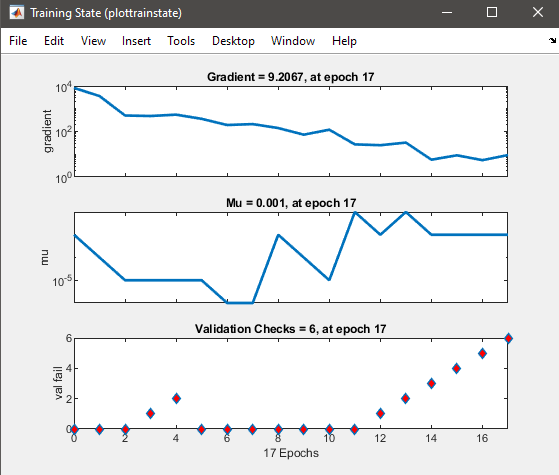 Training State (plottrainstate)
File Edit View Insert Tools Desktop Window Help
Gradient = 9.2067, at epoch 17
10^4
10^2
10^0
gradient
Mu = 0.001, at epoch 17
10^-5
mu
Validation Checks = 6, at epoch 17
6
4
2
0
val fail
0 2 4 6 8 10 12 14 16
17 Epochs